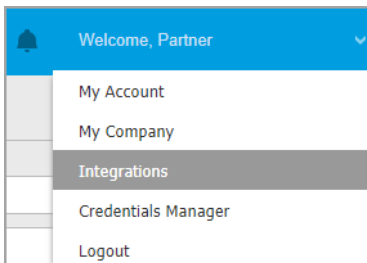 Welcome, Partner
My Account
My Company
Integrations
Credentials Manager
Logout